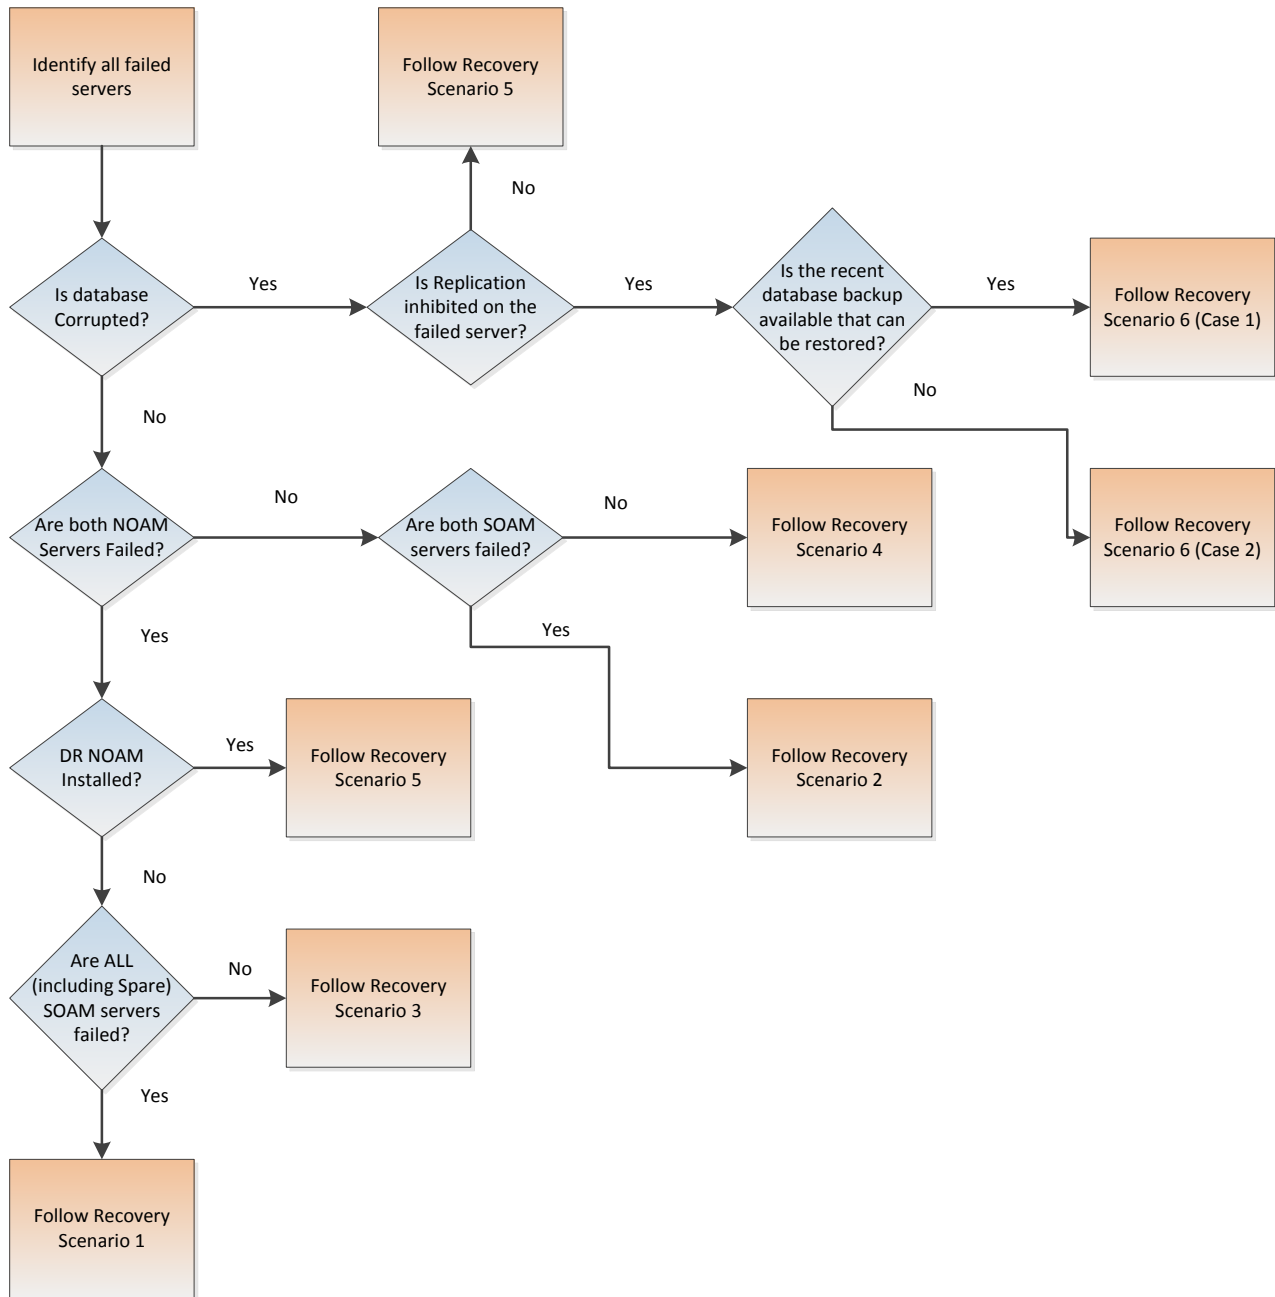 Identify all failed
servers
Follow Recovery
Scenario 5
No
Is database
Corrupted?
Yes
Is Replication
inhibited on the
failed server?
Yes
Is the recent
database backup
available that can
be restored?
Yes
Follow Recovery
Scenario 6 (Case 1)
No
No
Are both NOAM
Servers Failed?
No
Are both SOAM
servers failed?
No
Follow Recovery
Scenario 4
Follow Recovery
Scenario 6 (Case 2)
Yes
Yes
DR NOAM
Installed?
Yes
Follow Recovery
Scenario 5
Follow Recovery
Scenario 2
No
Are ALL
(including Spare)
SOAM servers
failed?
No
Follow Recovery
Scenario 3
Yes
Follow Recovery
Scenario 1